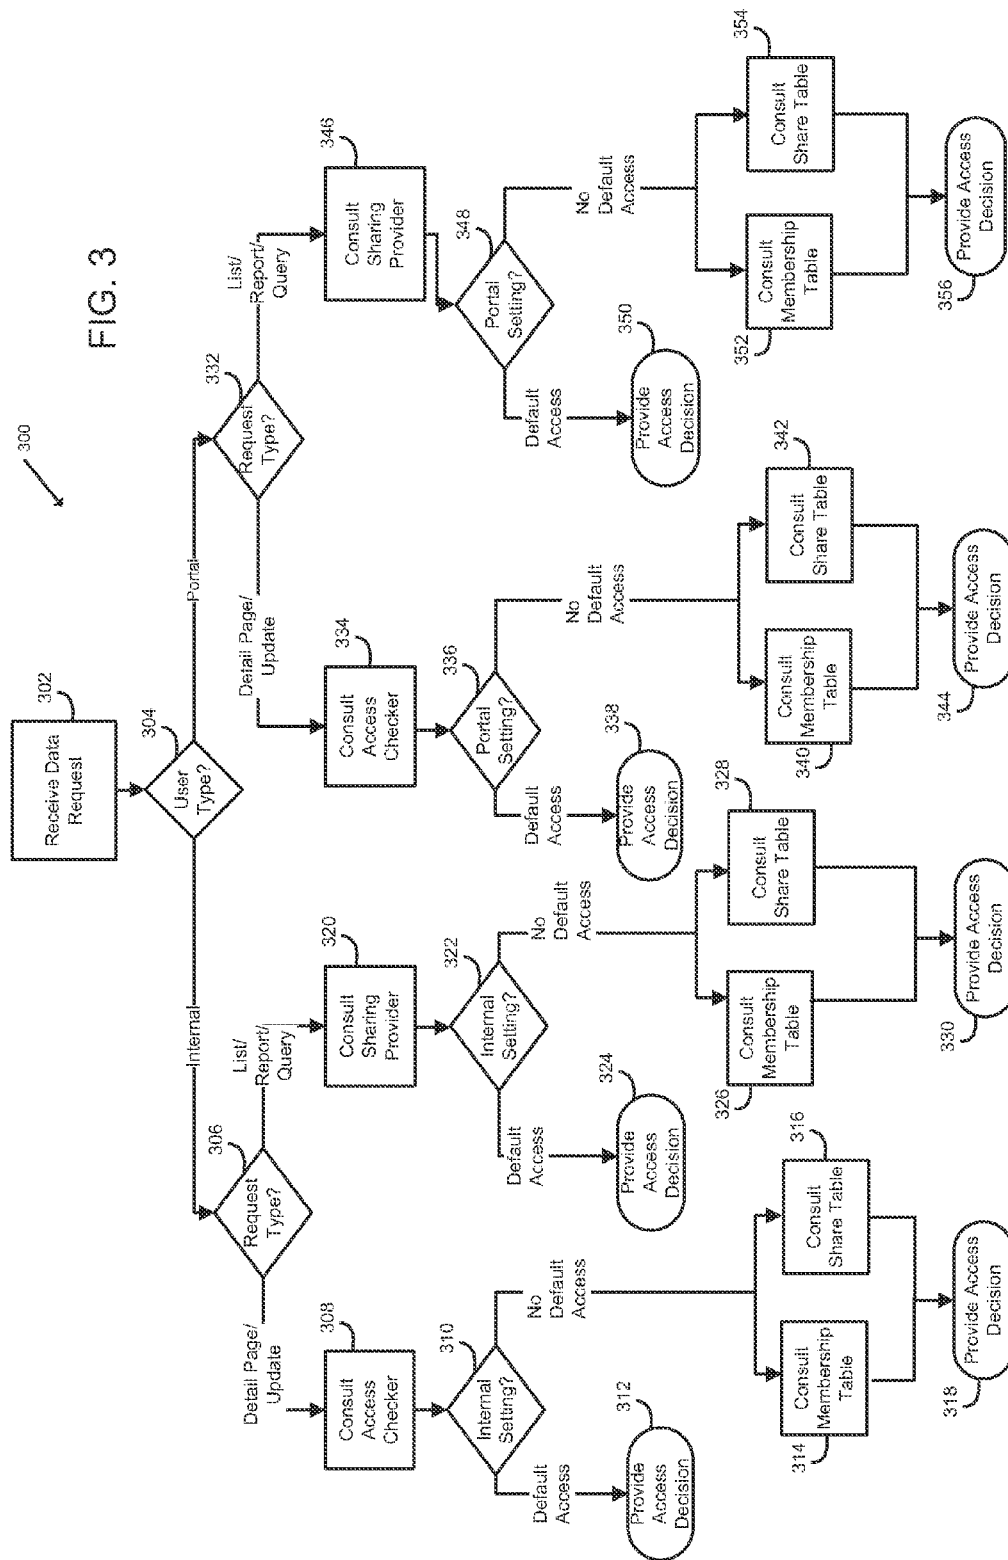 FIG. 3
300
302
Receive Data
Request
304
User
Type?
Internal
Portal
306
Request
Type?
Detail Page/
Update
List/
Report/
Query
308
Consult
Access
Checker
310
Internal
Setting?
Default
Access
No
Default
Access
312
Provide
Access
Decision
314
Consult
Membership
Table
316
Consult
Share Table
318
Provide Access
Decision
320
Consult
Sharing
Provider
322
Internal
Setting?
Default
Access
No
Default
Access
324
Provide
Access
Decision
326
Consult
Membership
Table
328
Consult
Share Table
330
Provide Access
Decision
332
Request
Type?
Detail Page/
Update
List/
Report/
Query
334
Consult
Access
Checker
336
Portal
Setting?
Default
Access
No
Default
Access
338
Provide
Access
Decision
340
Consult
Membership
Table
342
Consult
Share Table
344
Provide Access
Decision
346
Consult
Sharing
Provider
348
Portal
Setting?
Default
Access
No
Default
Access
350
Provide
Access
Decision
352
Consult
Membership
Table
354
Consult
Share Table
356
Provide Access
Decision